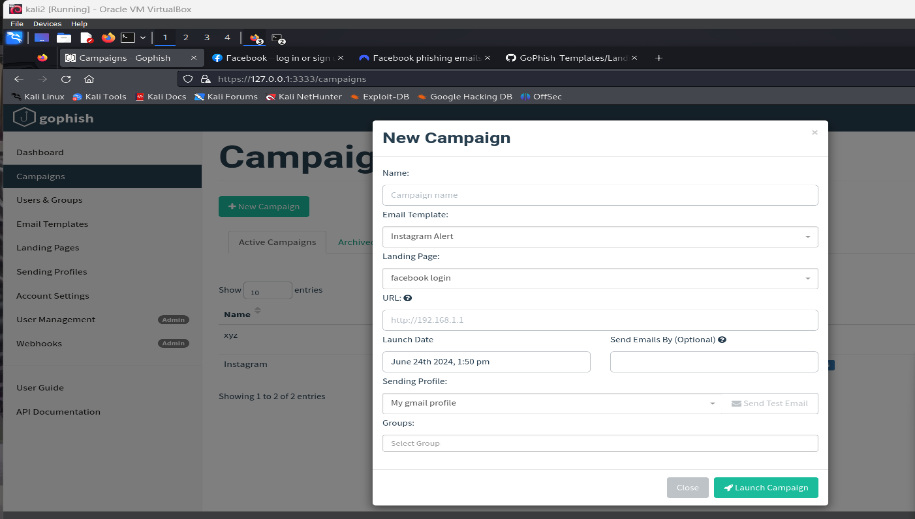 kali2 [Running] - Oracle VM VirtualBox
File Devices Help
1 2 3 4
Campaigns - Gophish × Facebook - log in or sign × Facebook phishing email × GoPhish-Templates/Land × +
https://127.0.0.1:3333/campaigns
Kali Linux Kali Tools Kali Docs Kali Forums Kali NetHunter Exploit-DB Google Hacking DB OffSec
gophish
Dashboard
Campaigns
Users & Groups
Email Templates
Landing Pages
Sending Profiles
Account Settings
User Management Admin
Webhooks Admin
User Guide
API Documentation
Campaig
+ New Campaign
Active Campaigns Archive
Show 10 entries
Name
xyz
Instagram
Showing 1 to 2 of 2 entries
New Campaign ×
Name:
Campaign name
Email Template:
Instagram Alert
Landing Page:
facebook login
URL: ?
http://192.168.1.1
Launch Date Send Emails By (Optional) ?
June 24th 2024, 1:50 pm
Sending Profile:
My gmail profile Send Test Email
Groups:
Select Group
Close Launch Campaign